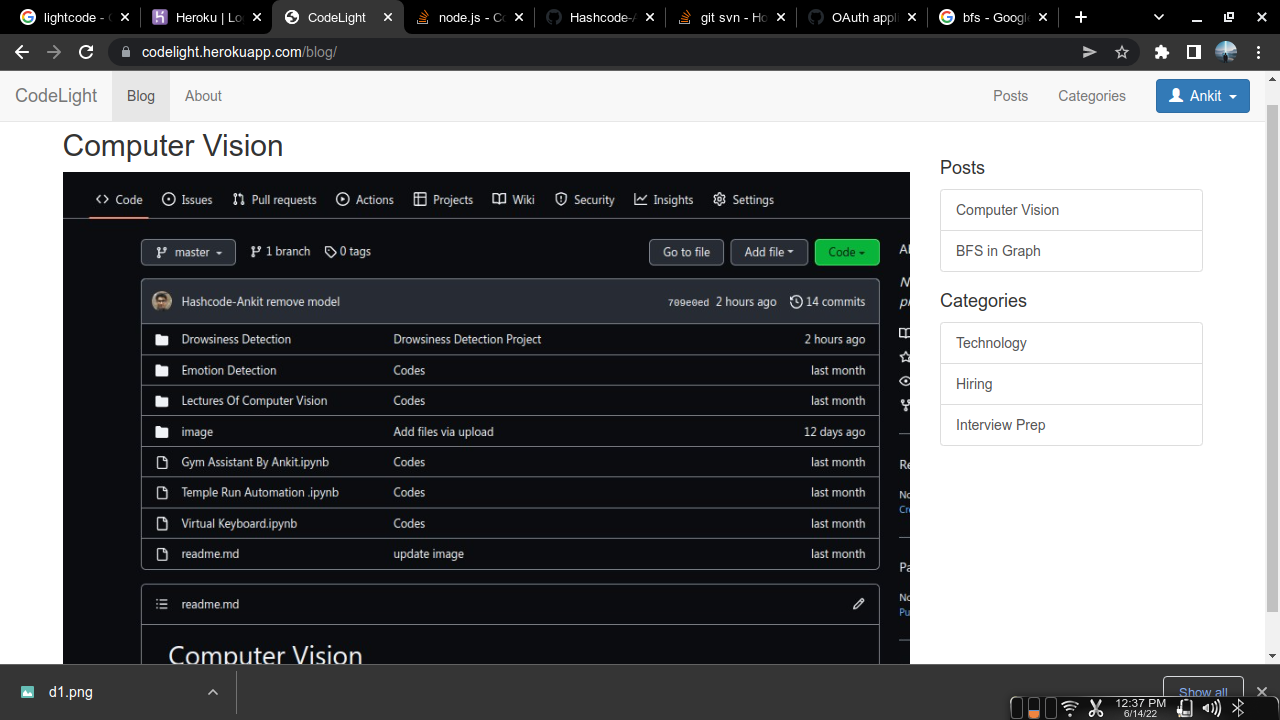 lightcode - G
Heroku | Lo
CodeLight
node.js - Co
Hashcode-A
git svn - Ho
OAuth appli
bfs - Google
codelight.herokuapp.com/blog/
CodeLight Blog About Posts Categories Ankit
Computer Vision
Code Issues Pull requests Actions Projects Wiki Security Insights Settings
master 1 branch 0 tags Go to file Add file Code
Hashcode-Ankit remove model 709e0ed 2 hours ago 14 commits
Drowsiness Detection Drowsiness Detection Project 2 hours ago
Emotion Detection Codes last month
Lectures Of Computer Vision Codes last month
image Add files via upload 12 days ago
Gym Assistant By Ankit.ipynb Codes last month
Temple Run Automation .ipynb Codes last month
Virtual Keyboard.ipynb Codes last month
readme.md update image last month
readme.md
Computer Vision
Posts
Computer Vision
BFS in Graph
Categories
Technology
Hiring
Interview Prep
d1.png
Show all
12:37 PM
6/14/22